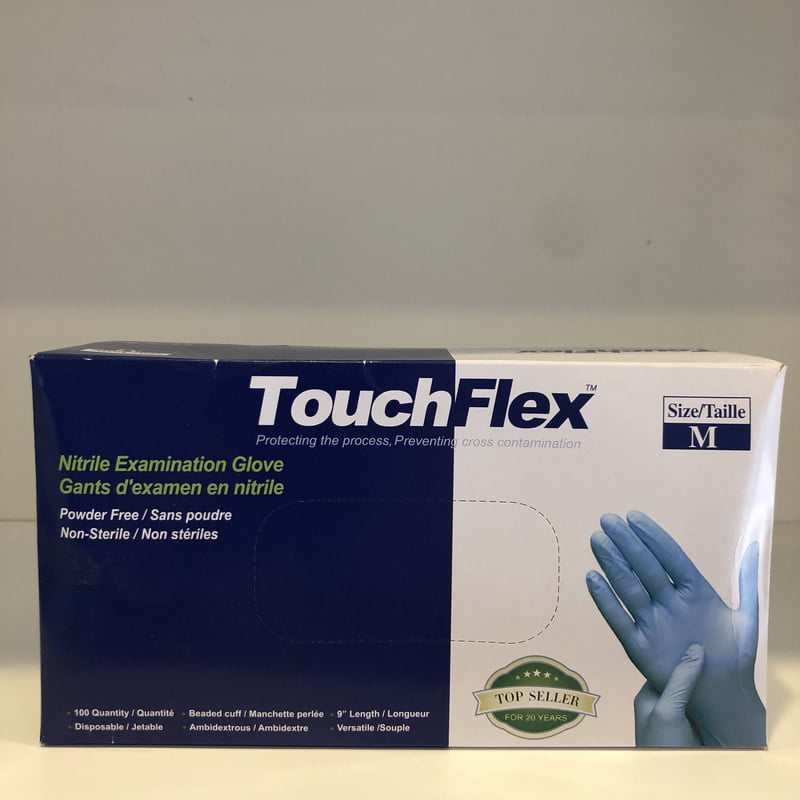 TouchFlex™
Protecting the process, Preventing cross contamination
Size/Taille
M
Nitrile Examination Glove
Gants d'examen en nitrile
Powder Free / Sans poudre
Non-Sterile / Non stériles
TOP SELLER
FOR 20 YEARS
• 100 Quantity / Quantité • Beaded cuff / Manchette perlée • 9" Length / Longueur
• Disposable / Jetable • Ambidextrous / Ambidextre • Versatile /Souple